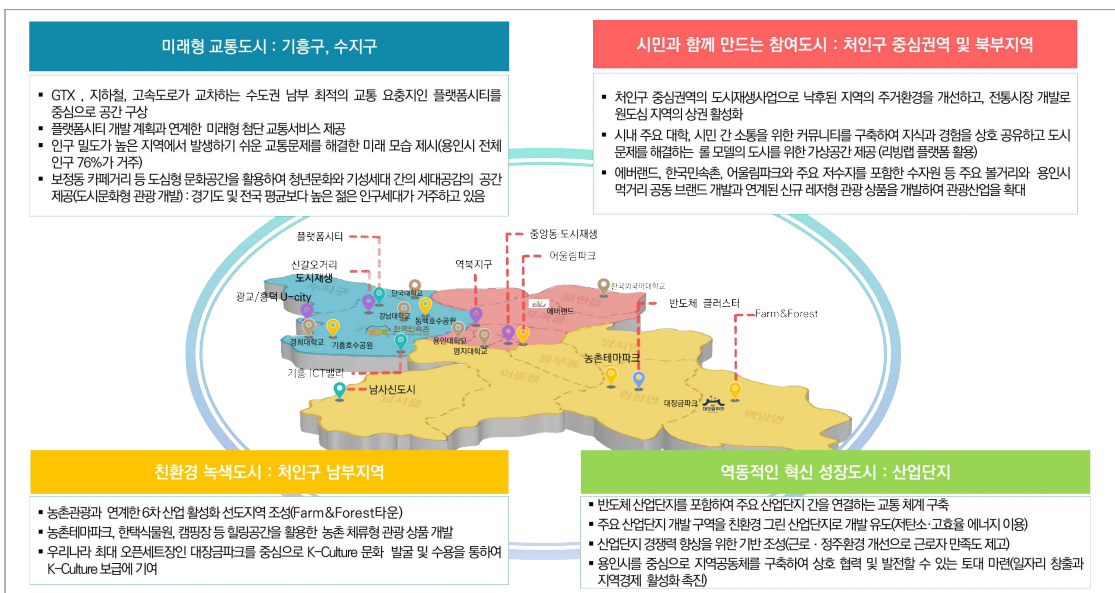 미래형 교통도시 : 기흥구, 수지구
▪ GTX , 지하철, 고속도로가 교차하는 수도권 남부 최적의 교통 요충지인 플랫폼시티를
중심으로 공간 구상
▪ 플랫폼시티 개발 계획과 연계한 미래형 첨단 교통서비스 제공
▪ 인구 밀도가 높은 지역에서 발생하기 쉬운 교통문제를 해결한 미래 모습 제시(용인시 전체
인구 76%가 거주)
▪ 보정동 카페거리 등 도심형 문화공간을 활용하여 청년문화와 기성세대 간의 세대공감의 공간
제공(도시문화형 관광 개발) : 경기도 및 전국 평균보다 높은 젊은 인구세대가 거주하고 있음
시민과 함께 만드는 참여도시 : 처인구 중심권역 및 북부지역
▪ 처인구 중심권역의 도시재생사업으로 낙후된 지역의 주거환경을 개선하고, 전통시장 개발로
원도심 지역의 상권 활성화
▪ 시내 주요 대학, 시민 간 소통을 위한 커뮤니티를 구축하여 지식과 경험을 상호 공유하고 도시
문제를 해결하는 롤 모델의 도시를 위한 가상공간 제공 (리빙랩 플랫폼 활용)
▪ 에버랜드, 한국민속촌, 어울림파크와 주요 저수지를 포함한 수자원 등 주요 볼거리와 용인시
먹거리 공동 브랜드 개발과 연계된 신규 레저형 관광 상품을 개발하여 관광산업을 확대
플랫폼시티
중앙동 도시재생
어울림파크
신갈오거리
도시재생
역북지구
단국대학교
한국외국어대학교
광교/흥덕 U-city
수지구
모현읍
반도체 클러스터
강남대학교
동백호수공원
에버랜드
Farm&Forest
한국민속촌
경희대학교
기흥호수공원
용인대학교
명지대학교
양지면
농촌테마파크
동부동
기흥 ICT밸리
이동읍
남사신도시
남사읍
원삼면
대장금파크
대장금파크
백암면
친환경 녹색도시 : 처인구 남부지역
▪ 농촌관광과 연계한 6차 산업 활성화 선도지역 조성(Farm&Forest타운)
▪ 농촌테마파크, 한택식물원, 캠핑장 등 힐링공간을 활용한 농촌 체류형 관광 상품 개발
▪ 우리나라 최대 오픈세트장인 대장금파크를 중심으로 K-Culture 문화 발굴 및 수용을 통하여
K-Culture 보급에 기여
역동적인 혁신 성장도시 : 산업단지
▪ 반도체 산업단지를 포함하여 주요 산업단지 간을 연결하는 교통 체계 구축
▪ 주요 산업단지 개발 구역을 친환경 그린 산업단지로 개발 유도(저탄소·고효율 에너지 이용)
▪ 산업단지 경쟁력 향상을 위한 기반 조성(근로 · 정주환경 개선으로 근로자 만족도 제고)
▪ 용인시를 중심으로 지역공동체를 구축하여 상호 협력 및 발전할 수 있는 토대 마련(일자리 창출과
지역경제 활성화 촉진)